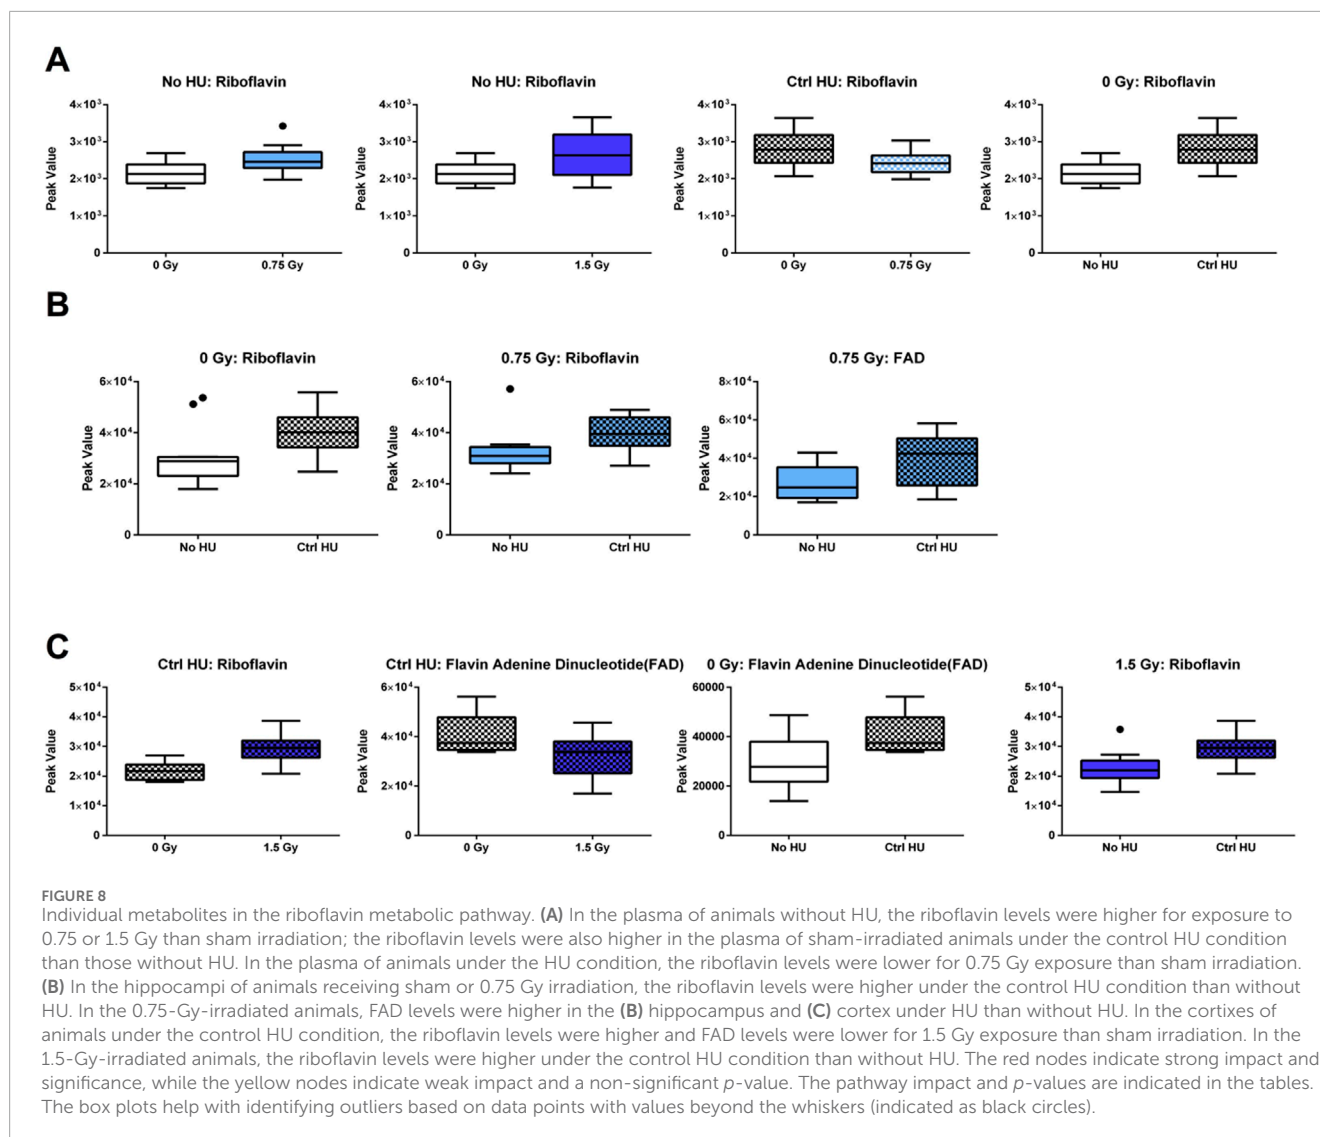 A
No HU: Riboflavin
Peak Value
4×10³
3×10³
2×10³
1×10³
0
0 Gy
0.75 Gy
No HU: Riboflavin
Peak Value
4×10³
3×10³
2×10³
1×10³
0
0 Gy
1.5 Gy
Ctrl HU: Riboflavin
Peak Value
4×10³
3×10³
2×10³
1×10³
0
0 Gy
0.75 Gy
0 Gy: Riboflavin
Peak Value
4×10³
3×10³
2×10³
1×10³
0
No HU
Ctrl HU
B
0 Gy: Riboflavin
Peak Value
6×10⁴
4×10⁴
2×10⁴
0
No HU
Ctrl HU
0.75 Gy: Riboflavin
Peak Value
6×10⁴
4×10⁴
2×10⁴
0
No HU
Ctrl HU
0.75 Gy: FAD
Peak Value
8×10⁴
6×10⁴
4×10⁴
2×10⁴
0
No HU
Ctrl HU
C
Ctrl HU: Riboflavin
Peak Value
5×10⁴
4×10⁴
3×10⁴
2×10⁴
1×10⁴
0
0 Gy
1.5 Gy
Ctrl HU: Flavin Adenine Dinucleotide(FAD)
Peak Value
6×10⁴
4×10⁴
2×10⁴
0
0 Gy
1.5 Gy
0 Gy: Flavin Adenine Dinucleotide(FAD)
Peak Value
60000
40000
20000
0
No HU
Ctrl HU
1.5 Gy: Riboflavin
Peak Value
5×10⁴
4×10⁴
3×10⁴
2×10⁴
1×10⁴
0
No HU
Ctrl HU
FIGURE 8
Individual metabolites in the riboflavin metabolic pathway. (A) In the plasma of animals without HU, the riboflavin levels were higher for exposure to
0.75 or 1.5 Gy than sham irradiation; the riboflavin levels were also higher in the plasma of sham-irradiated animals under the control HU condition
than those without HU. In the plasma of animals under the HU condition, the riboflavin levels were lower for 0.75 Gy exposure than sham irradiation.
(B) In the hippocampi of animals receiving sham or 0.75 Gy irradiation, the riboflavin levels were higher under the control HU condition than without
HU. In the 0.75-Gy-irradiated animals, FAD levels were higher in the (B) hippocampus and (C) cortex under HU than without HU. In the cortixes of
animals under the control HU condition, the riboflavin levels were higher and FAD levels were lower for 1.5 Gy exposure than sham irradiation. In the
1.5-Gy-irradiated animals, the riboflavin levels were higher under the control HU condition than without HU. The red nodes indicate strong impact and
significance, while the yellow nodes indicate weak impact and a non-significant p-value. The pathway impact and p-values are indicated in the tables.
The box plots help with identifying outliers based on data points with values beyond the whiskers (indicated as black circles).